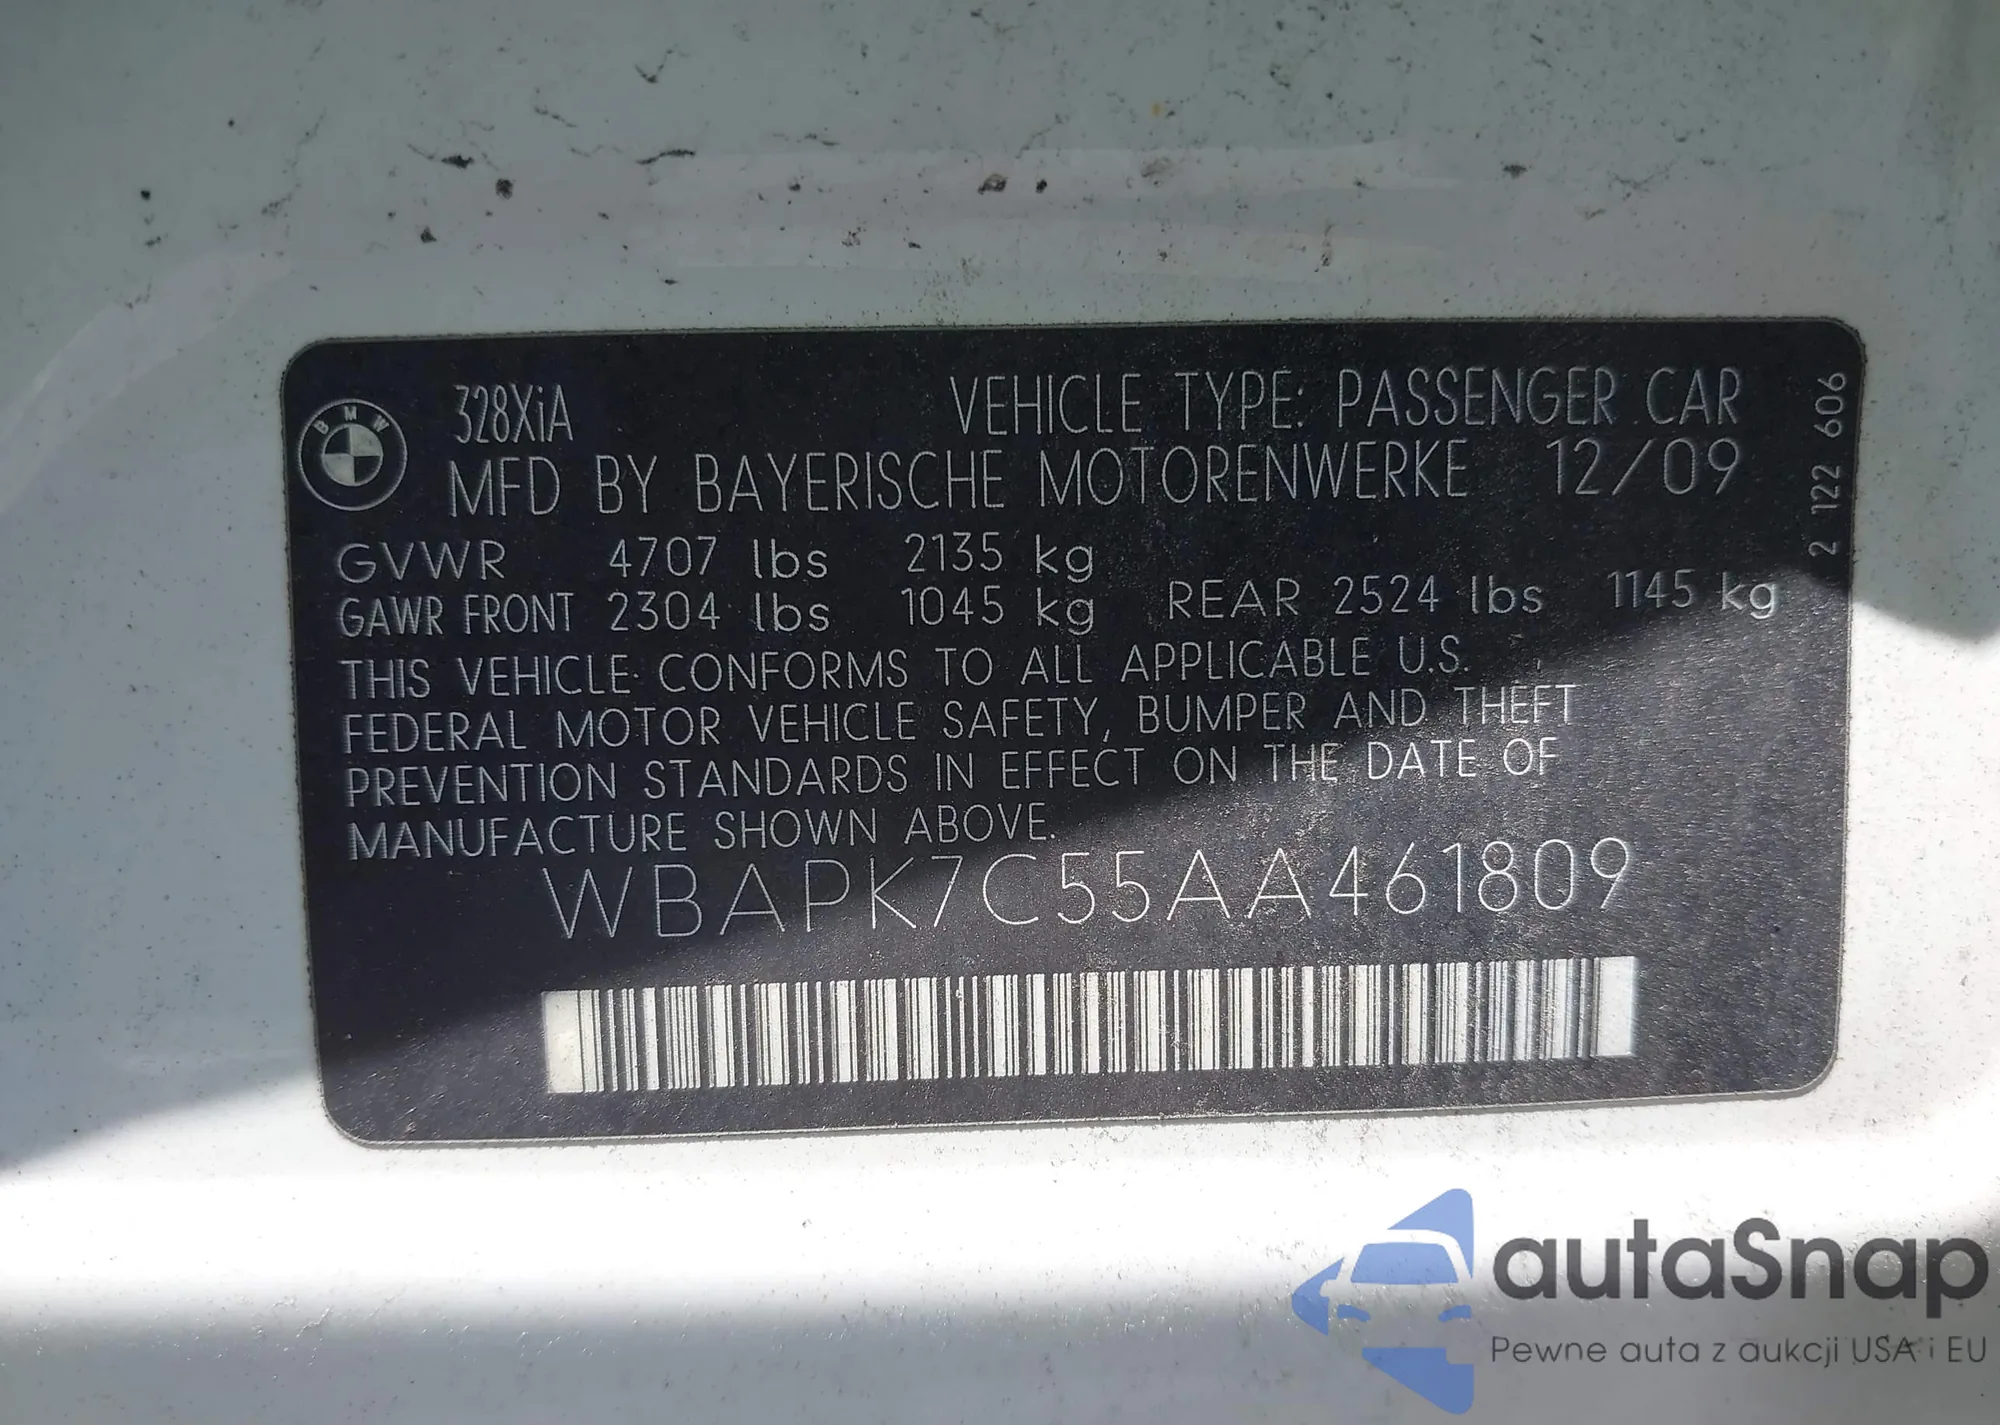 BMW
328XiA
VEHICLE TYPE: PASSENGER CAR
MFD BY BAYERISCHE MOTORENWERKE 12/09
GVWR 4707 lbs 2135 kg
GAWR FRONT 2304 lbs 1045 kg REAR 2524 lbs 1145 kg
THIS VEHICLE CONFORMS TO ALL APPLICABLE U.S.
FEDERAL MOTOR VEHICLE SAFETY, BUMPER AND THEFT
PREVENTION STANDARDS IN EFFECT ON THE DATE OF
MANUFACTURE SHOWN ABOVE.
WBAPK7C55AA461809
2 122 606
autaSnap
Pewne auta z aukcji USA i EU